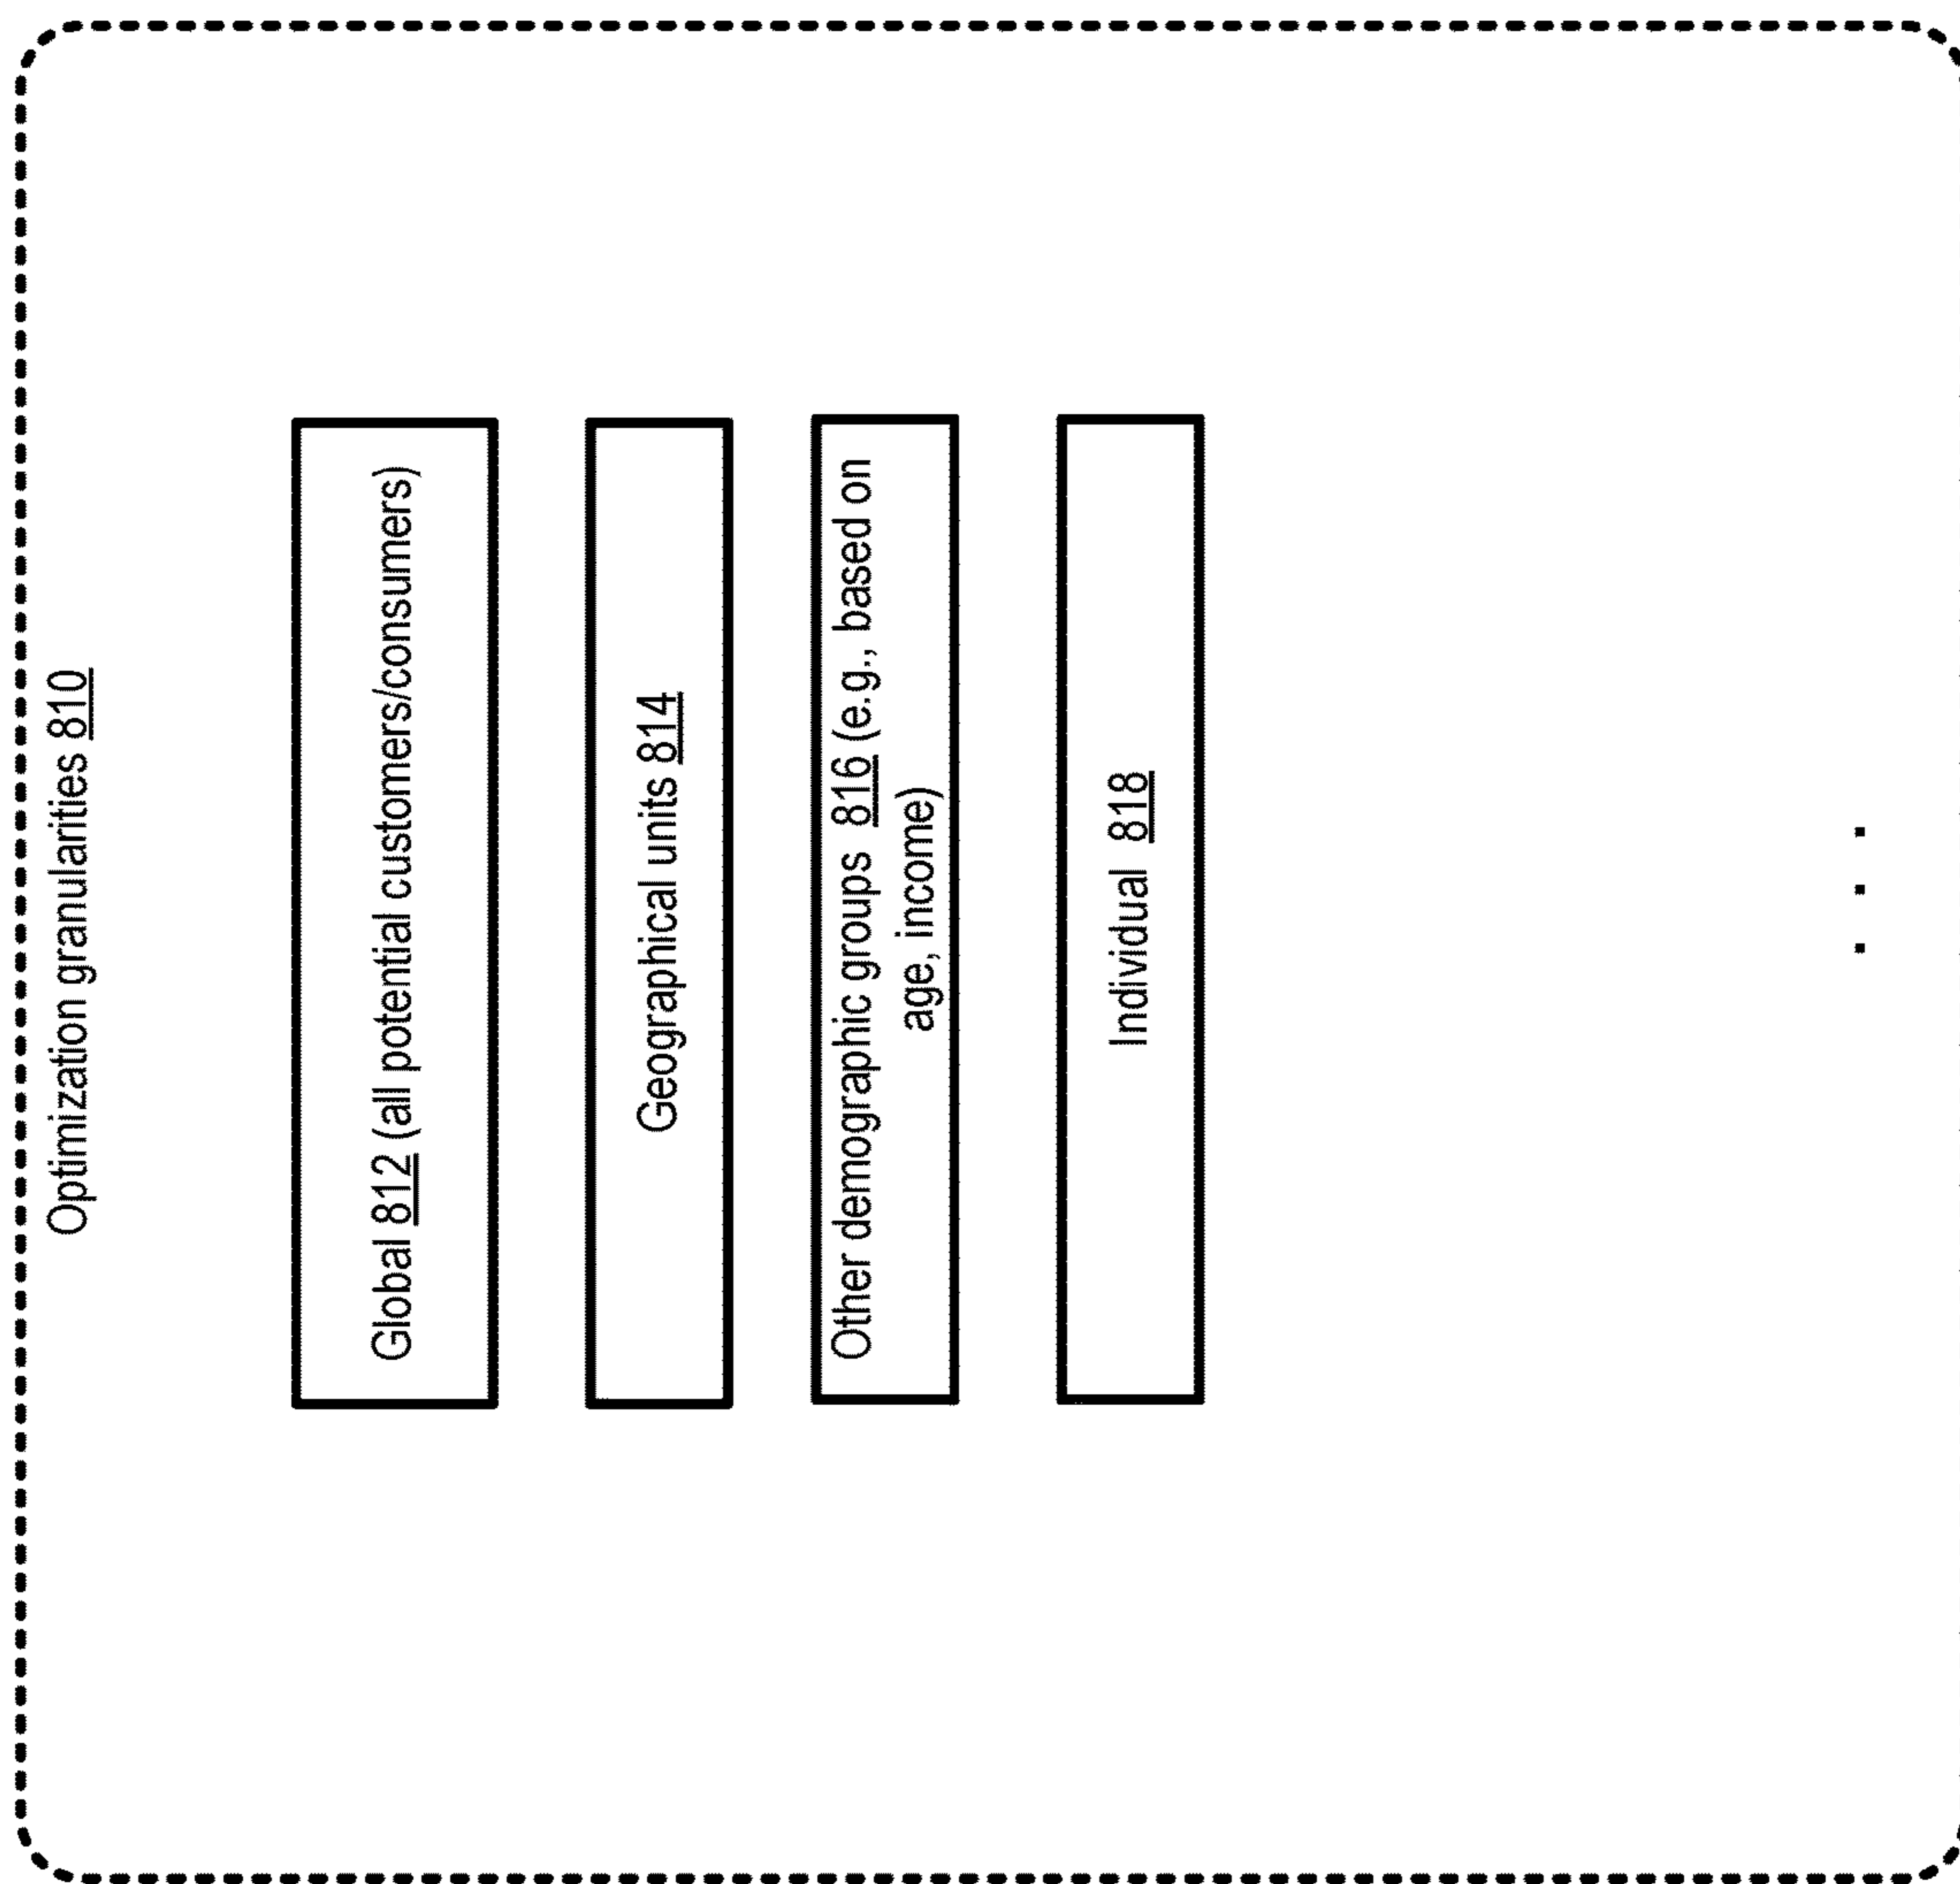 Optimization granularities 810
Global 812 (all potential customers/consumers)
Geographical units 814
Other demographic groups 816 (e.g., based on
age, income)
Individual 818
. . .